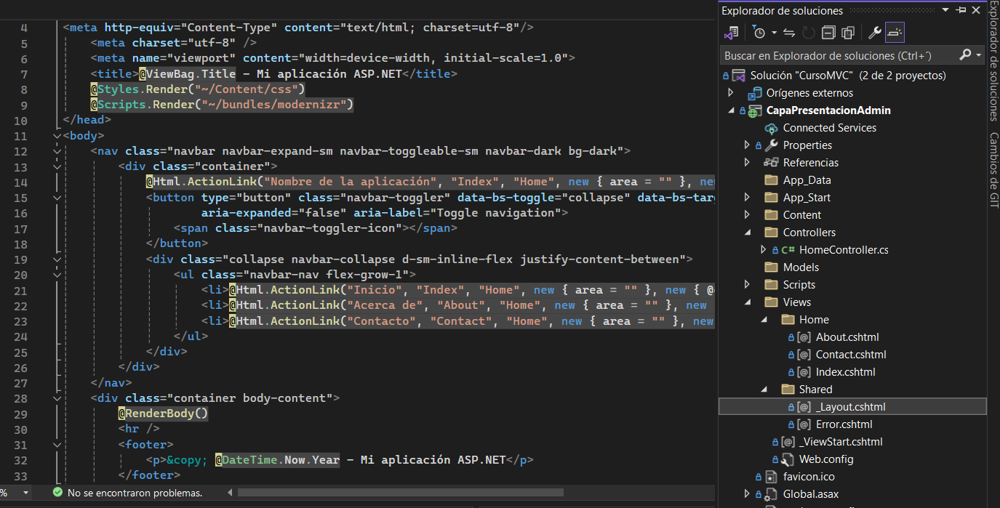 4 <meta http-equiv="Content-Type" content="text/html; charset=utf-8"/>
5 <meta charset="utf-8" />
6 <meta name="viewport" content="width=device-width, initial-scale=1.0">
7 <title>@ViewBag.Title - Mi aplicación ASP.NET</title>
8 @Styles.Render("~/Content/css")
9 @Scripts.Render("~/bundles/modernizr")
10 </head>
11 <body>
12 <nav class="navbar navbar-expand-sm navbar-toggleable-sm navbar-dark bg-dark">
13 <div class="container">
14 @Html.ActionLink("Nombre de la aplicación", "Index", "Home", new { area = "" }, ne
15 <button type="button" class="navbar-toggler" data-bs-toggle="collapse" data-bs-targ
16 aria-expanded="false" aria-label="Toggle navigation">
17 <span class="navbar-toggler-icon"></span>
18 </button>
19 <div class="collapse navbar-collapse d-sm-inline-flex justify-content-between">
20 <ul class="navbar-nav flex-grow-1">
21 <li>@Html.ActionLink("Inicio", "Index", "Home", new { area = "" }, new { @
22 <li>@Html.ActionLink("Acerca de", "About", "Home", new { area = "" }, new
23 <li>@Html.ActionLink("Contacto", "Contact", "Home", new { area = "" }, new
24 </ul>
25 </div>
26 </div>
27 </nav>
28 <div class="container body-content">
29 @RenderBody()
30 <hr />
31 <footer>
32 <p>&copy; @DateTime.Now.Year - Mi aplicación ASP.NET</p>
33 </footer>
% No se encontraron problemas.
Explorador de soluciones
Buscar en Explorador de soluciones (Ctrl+´)
Solución "CursoMVC" (2 de 2 proyectos)
Orígenes externos
CapaPresentacionAdmin
Connected Services
Properties
Referencias
App_Data
App_Start
Content
Controllers
C# HomeController.cs
Models
Scripts
Views
Home
[@] About.cshtml
[@] Contact.cshtml
[@] Index.cshtml
Shared
[@] _Layout.cshtml
[@] Error.cshtml
[@] _ViewStart.cshtml
Web.config
favicon.ico
Global.asax
Explorador de soluciones
Cambios de GIT